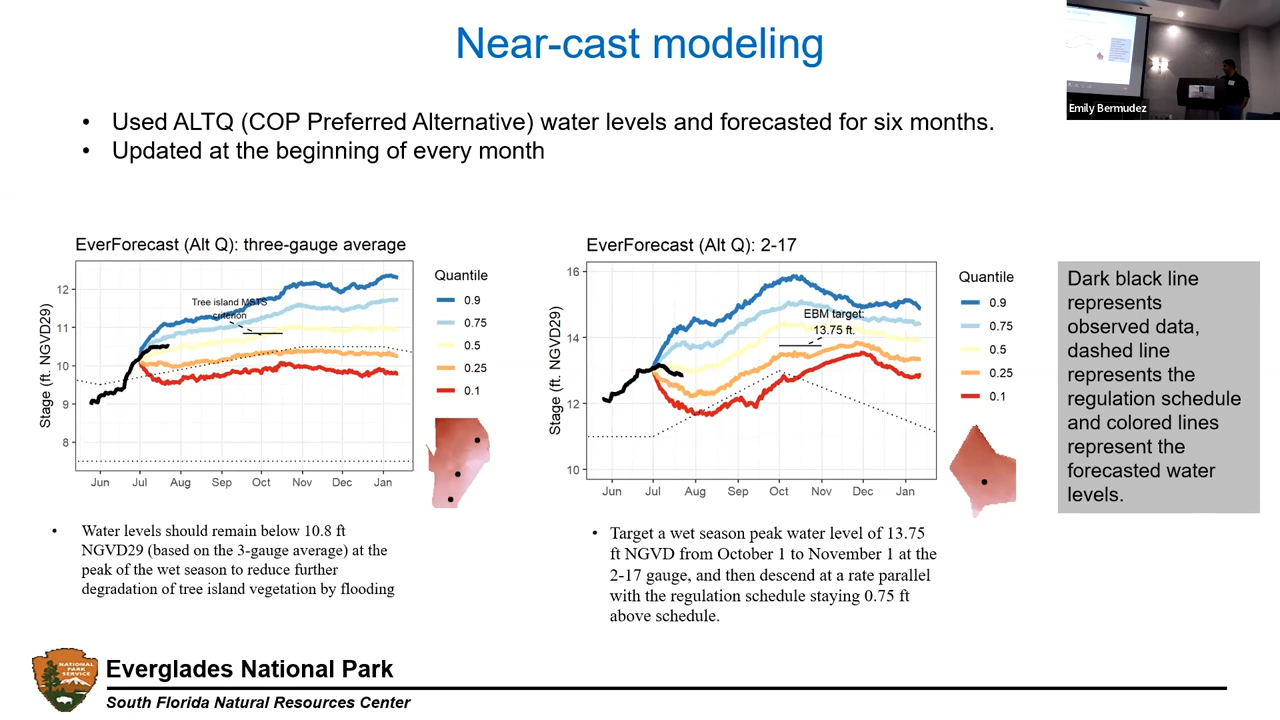 Near-cast modeling
Emily Bermudez
• Used ALTQ (COP Preferred Alternative) water levels and forecasted for six months.
• Updated at the beginning of every month
EverForecast (Alt Q): three-gauge average
Stage (ft. NGVD29)
12
11
10
9
8
Jun Jul Aug Sep Oct Nov Dec Jan
Tree island MSTS
criterion
Quantile
0.9
0.75
0.5
0.25
0.1
EverForecast (Alt Q): 2-17
Stage (ft. NGVD29)
16
14
12
10
Jun Jul Aug Sep Oct Nov Dec Jan
EBM target:
13.75 ft.
Quantile
0.9
0.75
0.5
0.25
0.1
Dark black line
represents
observed data,
dashed line
represents the
regulation schedule
and colored lines
represent the
forecasted water
levels.
• Water levels should remain below 10.8 ft
NGVD29 (based on the 3-gauge average) at the
peak of the wet season to reduce further
degradation of tree island vegetation by flooding
• Target a wet season peak water level of 13.75
ft NGVD from October 1 to November 1 at the
2-17 gauge, and then descend at a rate parallel
with the regulation schedule staying 0.75 ft
above schedule.
NATIONAL
PARK
SERVICE
Everglades National Park
South Florida Natural Resources Center